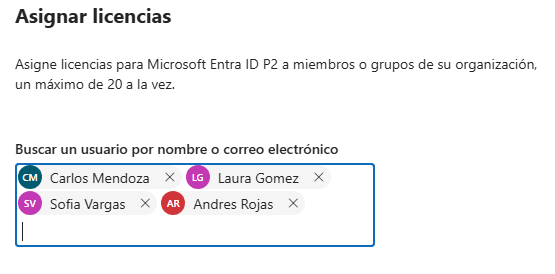 Asignar licencias
Asigne licencias para Microsoft Entra ID P2 a miembros o grupos de su organización,
un máximo de 20 a la vez.
Buscar un usuario por nombre o correo electrónico
CM Carlos Mendoza LG Laura Gomez
SV Sofia Vargas AR Andres Rojas